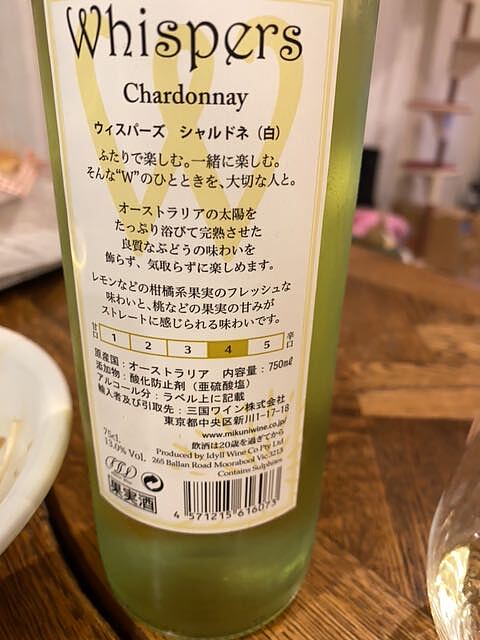 Whispers
Chardonnay
ウィスパーズ シャルドネ（白）
ふたりで楽しむ。一緒に楽しむ。
そんな“W”のひとときを、大切な人と。
オーストラリアの太陽を
たっぷり浴びて完熟させた
良質なぶどうの味わいを
飾らず、気取らずに楽しめます。
レモンなどの柑橘系果実のフレッシュな
味わいと、桃などの果実の甘みが
ストレートに感じられる味わいです。
甘口 1 2 3 4 5 辛口
原産国：オーストラリア 内容量：750mℓ
添加物：酸化防止剤（亜硫酸塩）
アルコール分：ラベル上に記載
輸入者及び引取先：三国ワイン株式会社
東京都中央区新川1-17-18
www.mikuniwine.co.jp/
飲酒は20歳を過ぎてから
75cl. Produced by Idyll Wine Co Pty Ltd
13.0% Vol. 265 Ballan Road Moorabool Vic 3213
Contains Sulphites
果実酒
4 571215 616073